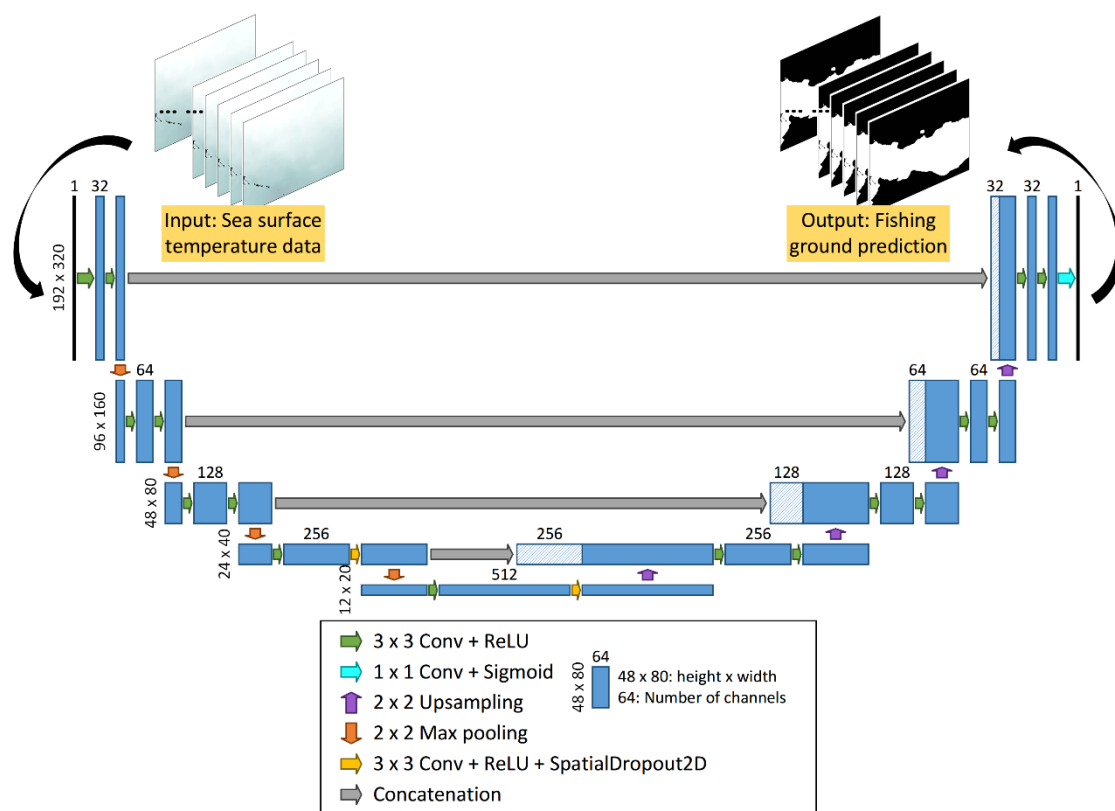 Input: Sea surface
temperature data
Output: Fishing
ground prediction
1
32
32
32
1
192 x 320
64
64
64
96 x 160
128
128
128
48 x 80
256
256
256
24 x 40
512
12 x 20
3 x 3 Conv + ReLU
1 x 1 Conv + Sigmoid
2 x 2 Upsampling
2 x 2 Max pooling
3 x 3 Conv + ReLU + SpatialDropout2D
Concatenation
64
48 x 80
48 x 80: height x width
64: Number of channels